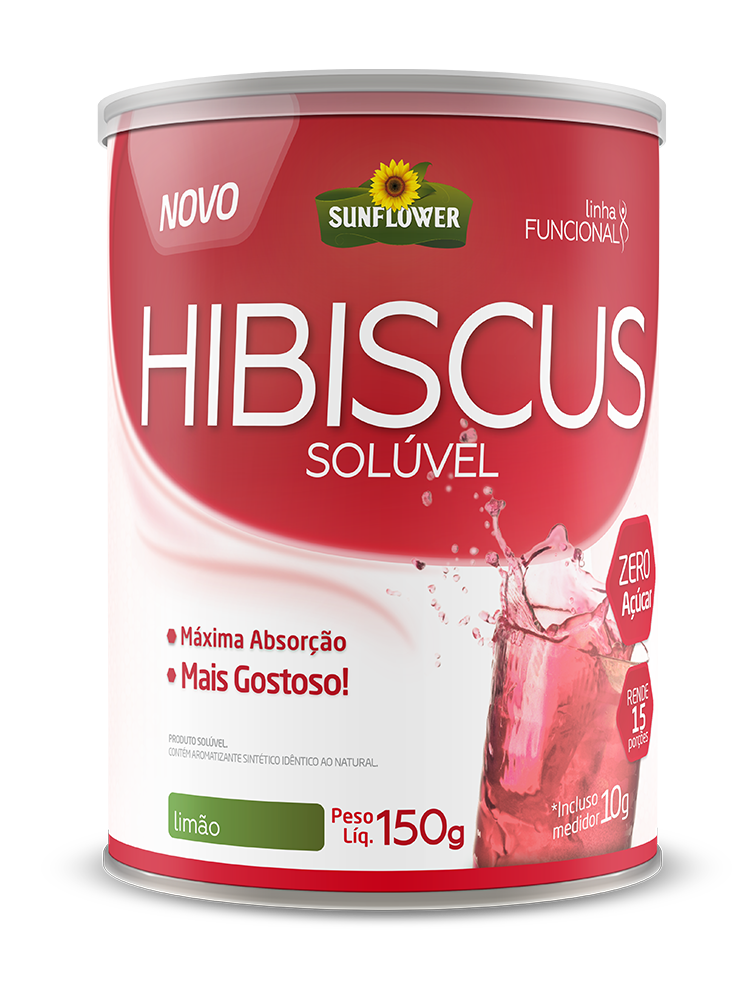 NOVO
SUNFLOWER
linha
FUNCIONAL
HIBISCUS
SOLÚVEL
ZERO
Açúcar
• Máxima Absorção
• Mais Gostoso!
RENDE
15
porções
PRODUTO SOLÚVEL.
CONTÉM AROMATIZANTE SINTÉTICO IDÊNTICO AO NATURAL.
limão
Peso
Líq. 150g
*Incluso
medidor 10g